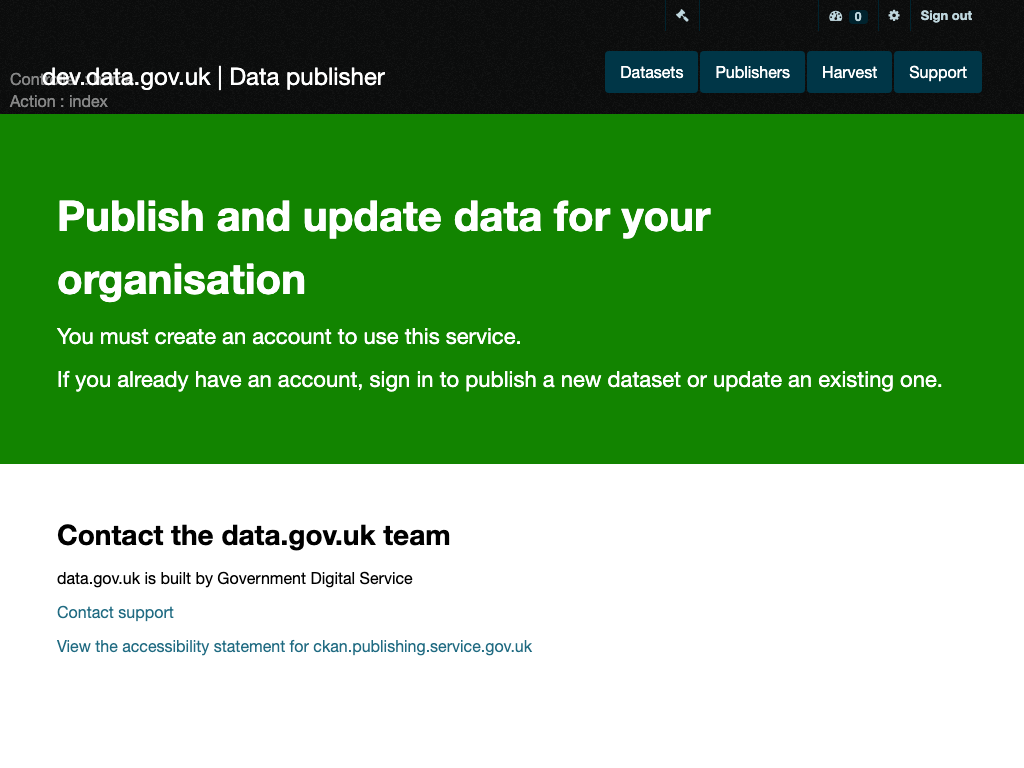 0
Sign out
dev.data.gov.uk | Data publisher
Datasets
Publishers
Harvest
Support
Action : index
Publish and update data for your
organisation
You must create an account to use this service.
If you already have an account, sign in to publish a new dataset or update an existing one.
Contact the data.gov.uk team
data.gov.uk is built by Government Digital Service
Contact support
View the accessibility statement for ckan.publishing.service.gov.uk